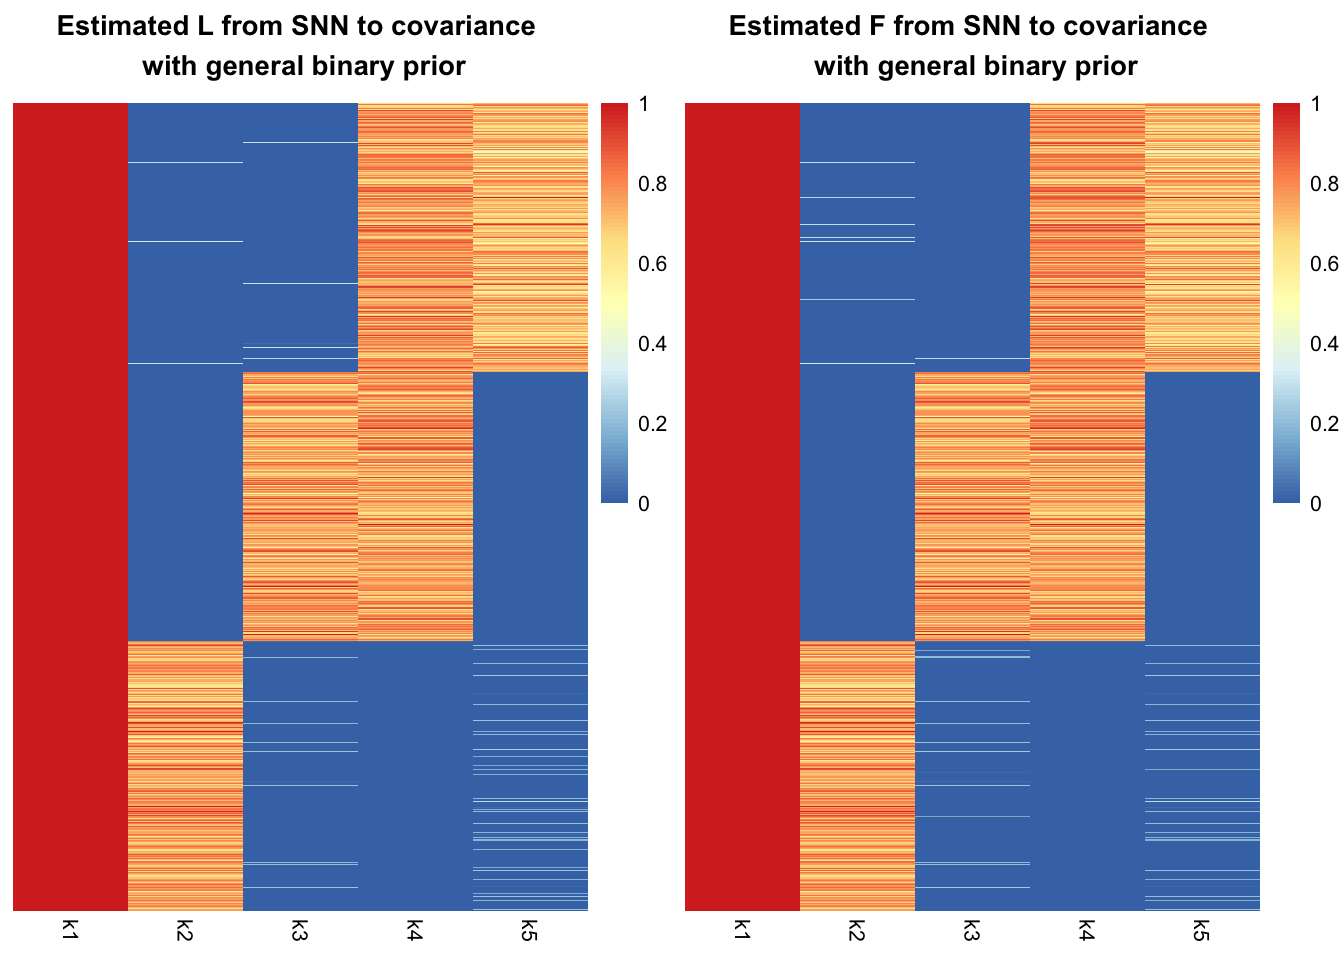 Estimated L from SNN to covariance
with general binary prior
1
0.8
0.6
0.4
0.2
0
k1
k2
k3
k4
k5
Estimated F from SNN to covariance
with general binary prior
1
0.8
0.6
0.4
0.2
0
k1
k2
k3
k4
k5